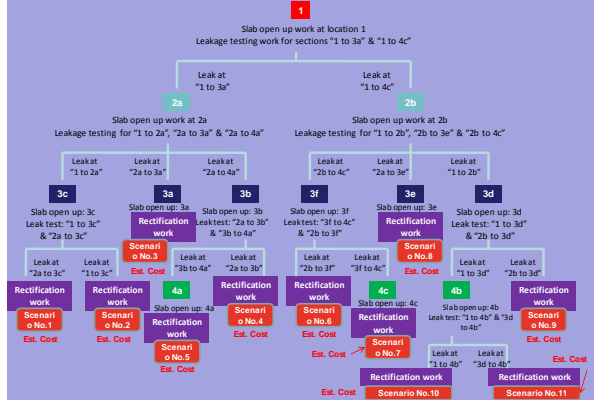 1
Slab open up work at location 1
Leakage testing work for sections "1 to 3a" & "1 to 4c"
Leak at
"1 to 3a"
Leak at
"1 to 4c"
2a
2b
Slab open up work at 2a
Leakage testing for "1 to 2a", "2a to 3a" & "2a to 4a"
Slab open up work at 2b
Leakage testing for "1 to 2b", "2b to 3e" & "2b to 4c"
Leak at
"1 to 2a"
Leak at
"2a to 3a"
Leak at
"2a to 4a"
Leak at
"2b to 4c"
Leak at
"2a to 3e"
Leak at
"1 to 2b"
3c
3a
3b
3f
3e
3d
Slab open up: 3c
Leak test: "1 to 3c"
& "2a to 3c"
Slab open up: 3a
Rectification
work
Scenari
o No.3
Est. Cost
Slab open up: 3b
Leak test: "2a to 3b"
& "3b to 4a"
Slab open up: 3f
Leak test: "3f to 4c"
& "2b to 3f"
Slab open up: 3e
Rectification
work
Scenari
o No.8
Est. Cost
Slab open up: 3d
Leak test: "1 to 3d"
& "2b to 3d"
Leak at
"2a to 3c"
Leak at
"1 to 3c"
Leak at
"3b to 4a"
Leak at
"2a to 3b"
Leak at
"2b to 3f"
Leak at
"3f to 4c"
Leak at
"1 to 3d"
Leak at
"2b to 3d"
Rectification
work
Scenari
o No.1
Est. Cost
Rectification
work
Scenari
o No.2
Est. Cost
4a
Slab open up: 4a
Rectification
work
Scenari
o No.5
Est. Cost
Rectification
work
Scenari
o No.4
Est. Cost
Rectification
work
Scenari
o No.6
Est. Cost
4c
Slab open up: 4c
Rectification
work
Scenari
o No.7
Est. Cost
4b
Slab open up: 4b
Leak test: "1 to 4b" & "3d
to 4b"
Rectification
work
Scenari
o No.9
Est. Cost
Leak at
"1 to 4b"
Leak at
"3d to 4b"
Est. Cost
Rectification work
Scenario No.10
Est. Cost
Rectification work
Scenario No.11